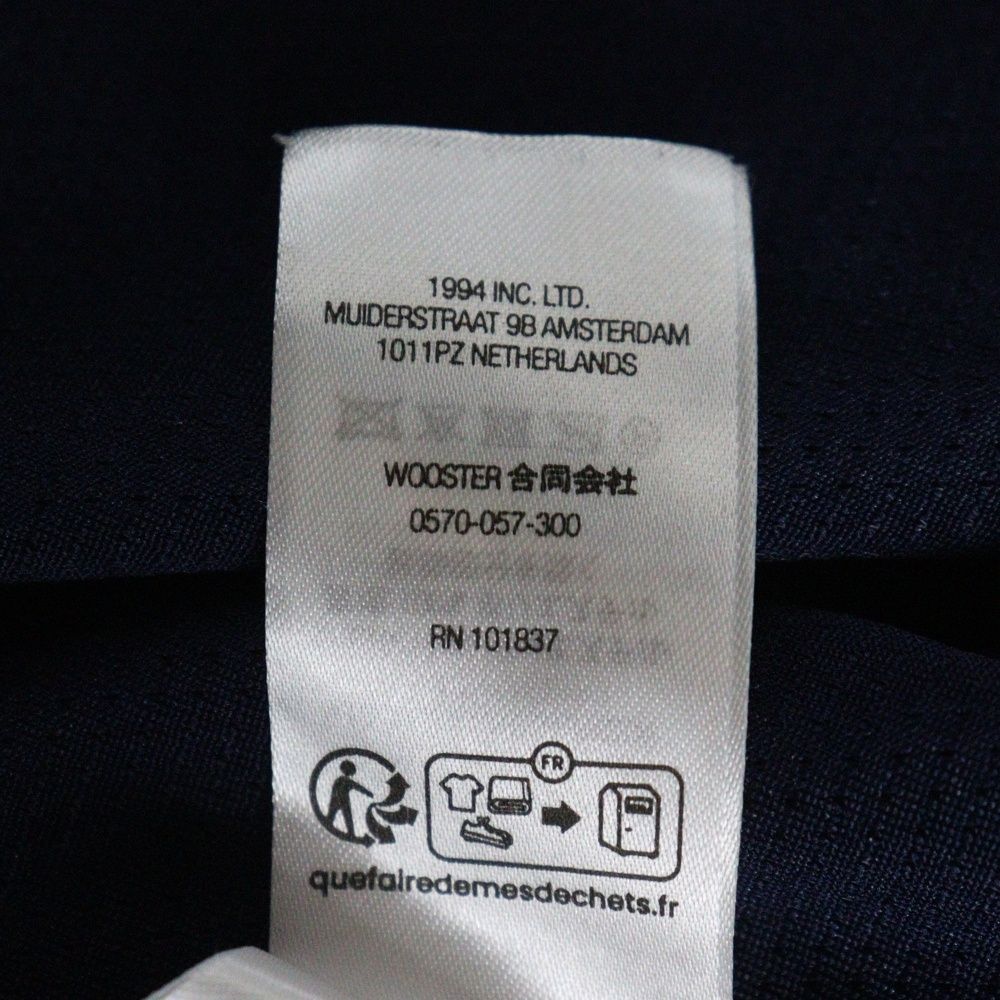 1994 INC. LTD.
MUIDERSTRAAT 9B AMSTERDAM
1011PZ NETHERLANDS
WOOSTER 合同会社
0570-057-300
RN 101837
FR
quefairedemesdechets.fr